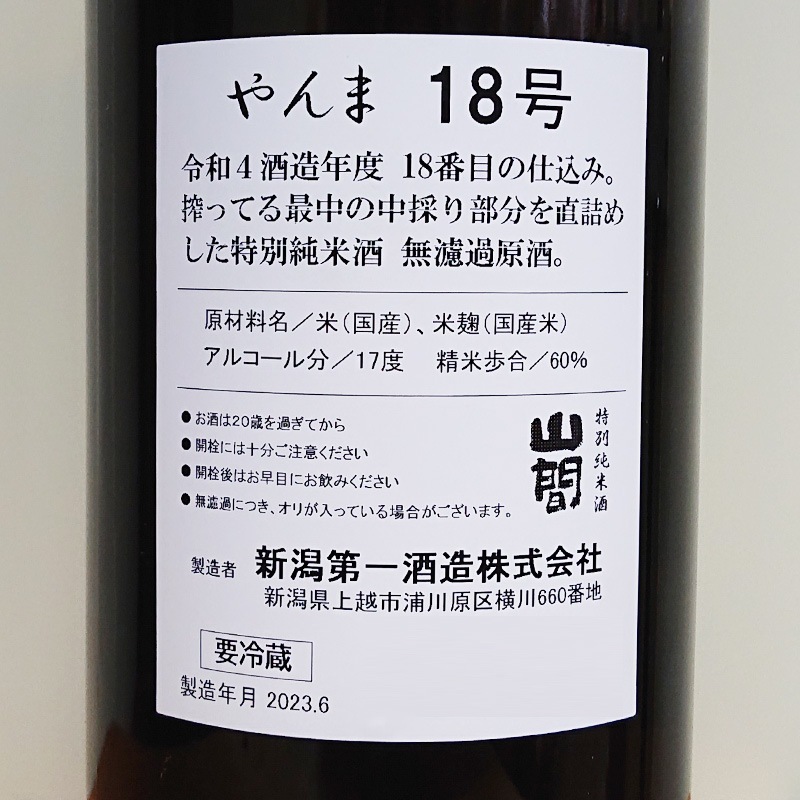 やんま 18号
令和4酒造年度 18番目の仕込み。
搾ってる最中の中採り部分を直詰め
した特別純米酒 無濾過原酒。
原材料名／米（国産）、米麹（国産米）
アルコール分／17度 精米歩合／60%
●お酒は20歳を過ぎてから
●開栓には十分ご注意ください
●開栓後はお早目にお飲みください
●無濾過につき、オリが入っている場合がございます。
特別純米酒
山間
製造者 新潟第一酒造株式会社
新潟県上越市浦川原区横川660番地
要冷蔵
製造年月 2023.6